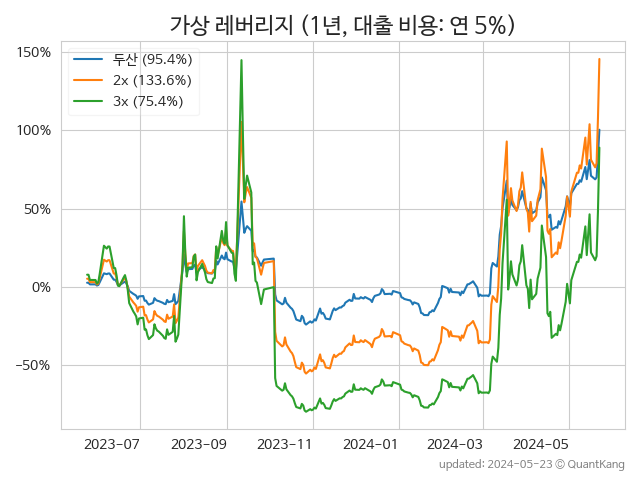 가상 레버리지 (1년, 대출 비용: 연 5%)
150%
100%
50%
0%
−50%
두산 (95.4%)
2x (133.6%)
3x (75.4%)
2023-07
2023-09
2023-11
2024-01
2024-03
2024-05
updated: 2024-05-23 © QuantKang